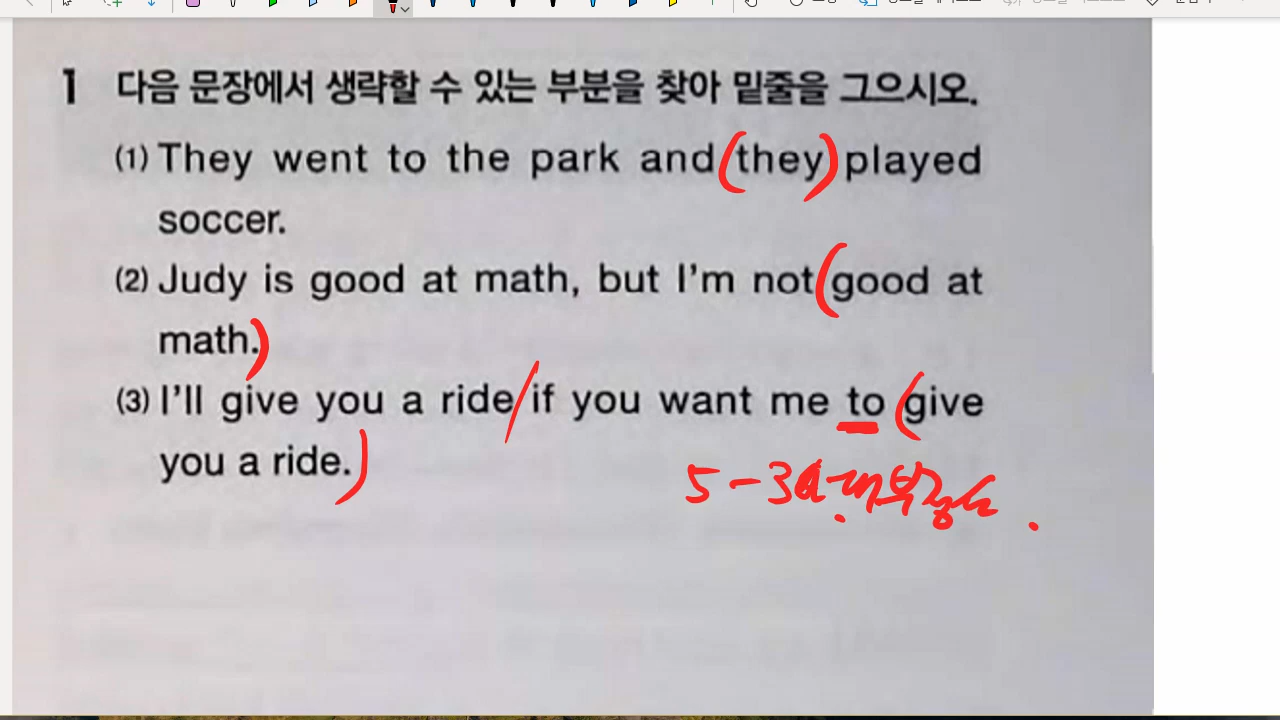 1 다음 문장에서 생략할 수 있는 부분을 찾아 밑줄을 그으시오.
(1) They went to the park and (they) played
soccer.
(2) Judy is good at math, but I'm not (good at
math.)
(3) I'll give you a ride / if you want me to (give
you a ride.)
5-3